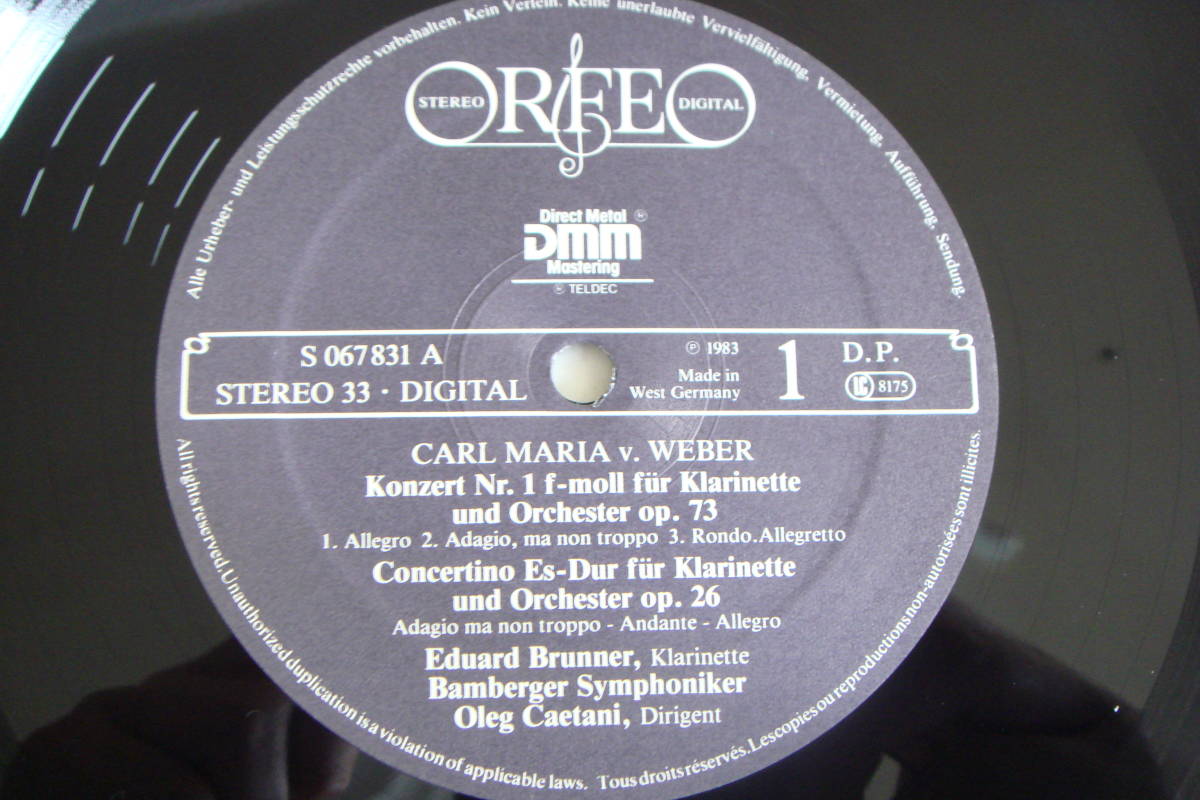 Alle Urheber- und Leistungsschutzrechte vorbehalten. Kein Verleih. Keine unerlaubte Vervielfältigung, Vermietung, Aufführung, Sendung.
STEREO ORFEO DIGITAL
Direct Metal
DMM
Mastering
TELDEC
S 067831 A
STEREO 33 · DIGITAL
℗ 1983
Made in
West Germany
1
D.P.
LC 8175
CARL MARIA v. WEBER
Konzert Nr. 1 f-moll für Klarinette
und Orchester op. 73
1. Allegro 2. Adagio, ma non troppo 3. Rondo.Allegretto
Concertino Es-Dur für Klarinette
und Orchester op. 26
Adagio ma non troppo - Andante - Allegro
Eduard Brunner, Klarinette
Bamberger Symphoniker
Oleg Caetani, Dirigent
All rights reserved. Unauthorized duplication is a violation of applicable laws. Tous droits réservés. Les copies ou reproductions non-autorisées sont illicites.